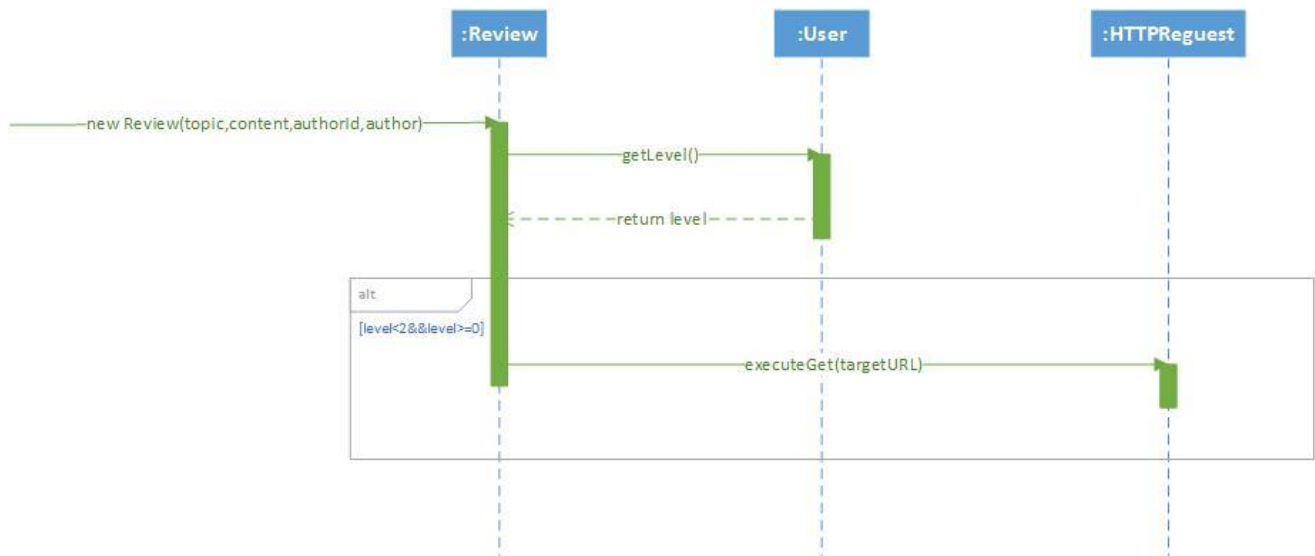 :Review
:User
:HTTPReguest
new Review(topic,content,authorId,author)
getLevel()
return level
alt
[level<2&&level>=0]
executeGet(targetURL)